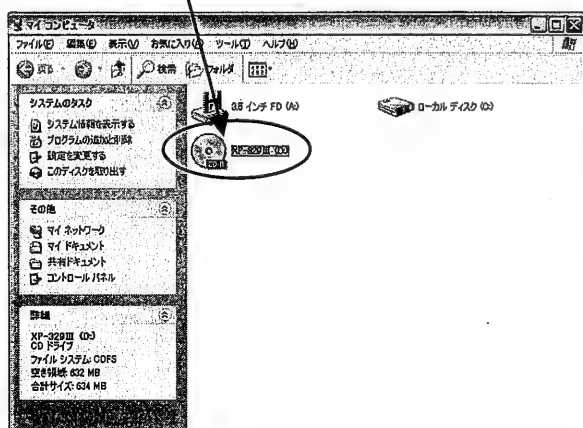 マイ コンピュータ
ファイル(F) 編集(E) 表示(V) お気に入り(A) ツール(T) ヘルプ(H)
戻る 検索 フォルダ
システムのタスク
システム情報を表示する
プログラムの追加と削除
設定を変更する
このディスクを取り出す
3.5 インチ FD (A:)
ローカル ディスク (C:)
XP-329III (D:)
CD-R
その他
マイ ネットワーク
マイ ドキュメント
共有ドキュメント
コントロール パネル
詳細
XP-329III (D:)
CD ドライブ
ファイル システム: CDFS
空き領域: 632 MB
合計サイズ: 634 MB